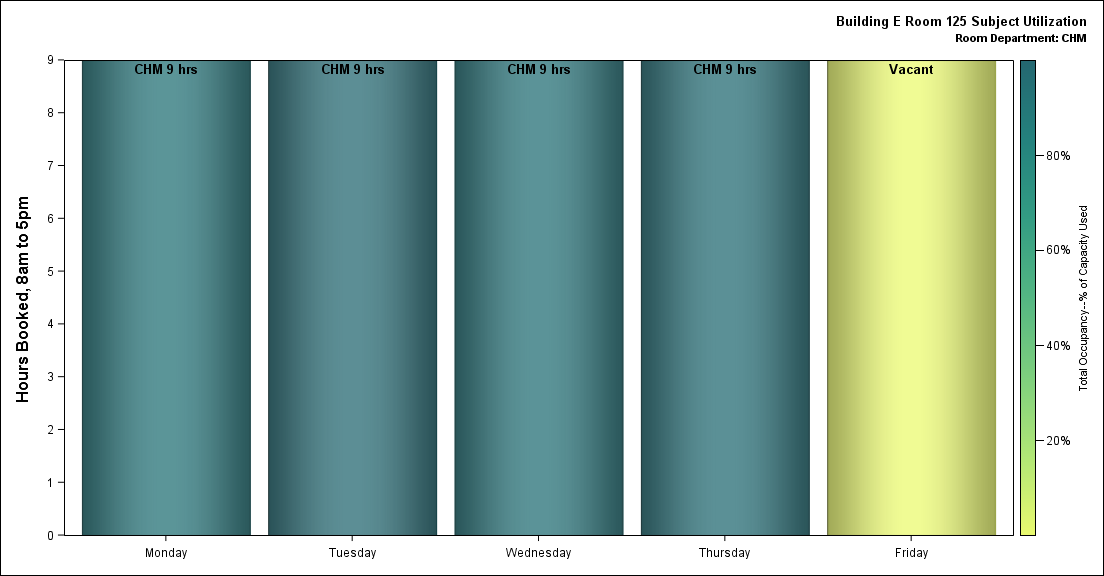 Building E Room 125 Subject Utilization
Room Department: CHM
Hours Booked, 8am to 5pm
9
8
7
6
5
4
3
2
1
0
CHM 9 hrs
CHM 9 hrs
CHM 9 hrs
CHM 9 hrs
Vacant
Monday
Tuesday
Wednesday
Thursday
Friday
80%
60%
40%
20%
Total Occupancy--% of Capacity Used